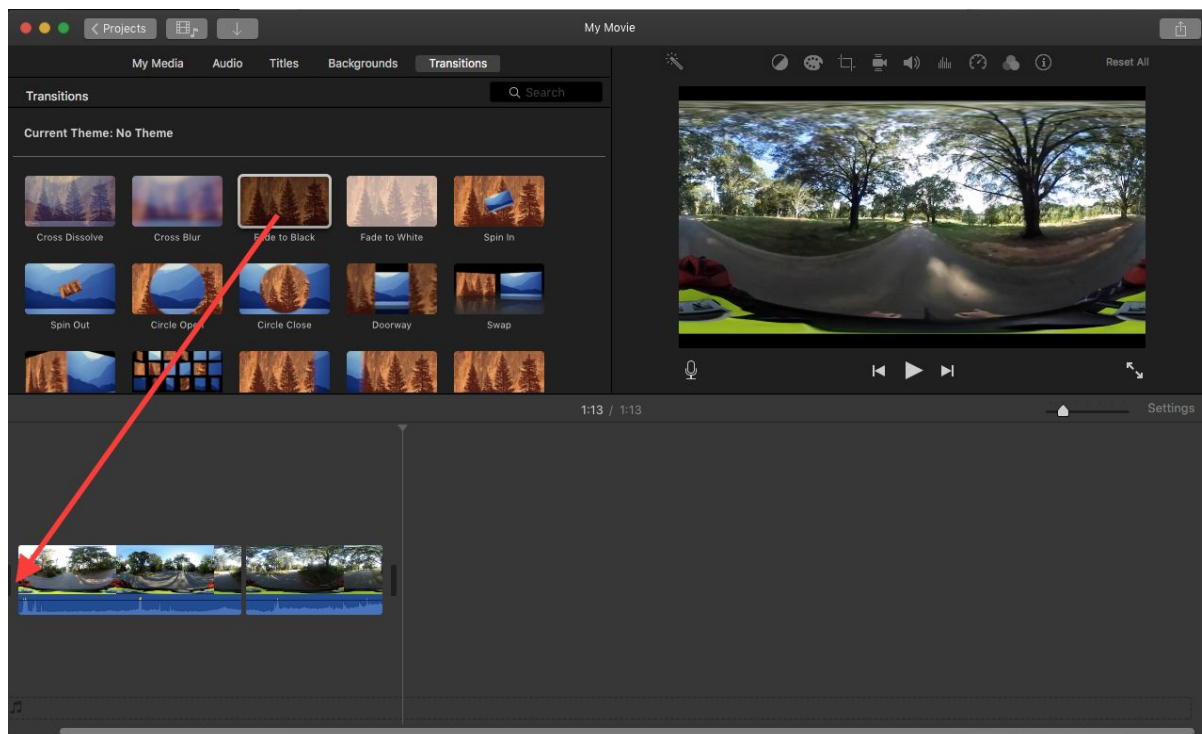 Projects
My Movie
My Media Audio Titles Backgrounds Transitions
Reset All
Transitions
Search
Current Theme: No Theme
Cross Dissolve Cross Blur Fade to Black Fade to White Spin In
Spin Out Circle Open Circle Close Doorway Swap
1:13 / 1:13
Settings